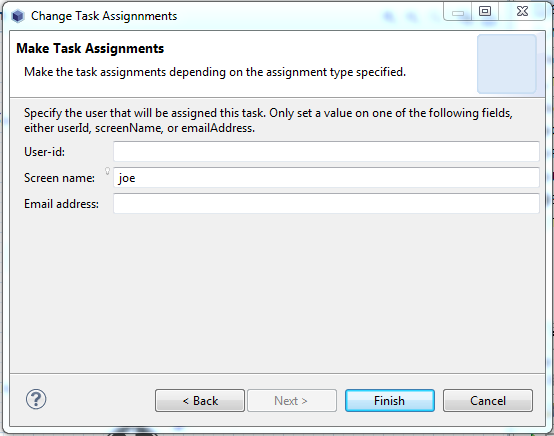 Change Task Assignnments
Make Task Assignments
Make the task assignments depending on the assignment type specified.
Specify the user that will be assigned this task. Only set a value on one of the following fields,
either userId, screenName, or emailAddress.
User-id:
Screen name: joe
Email address:
? < Back Next > Finish Cancel